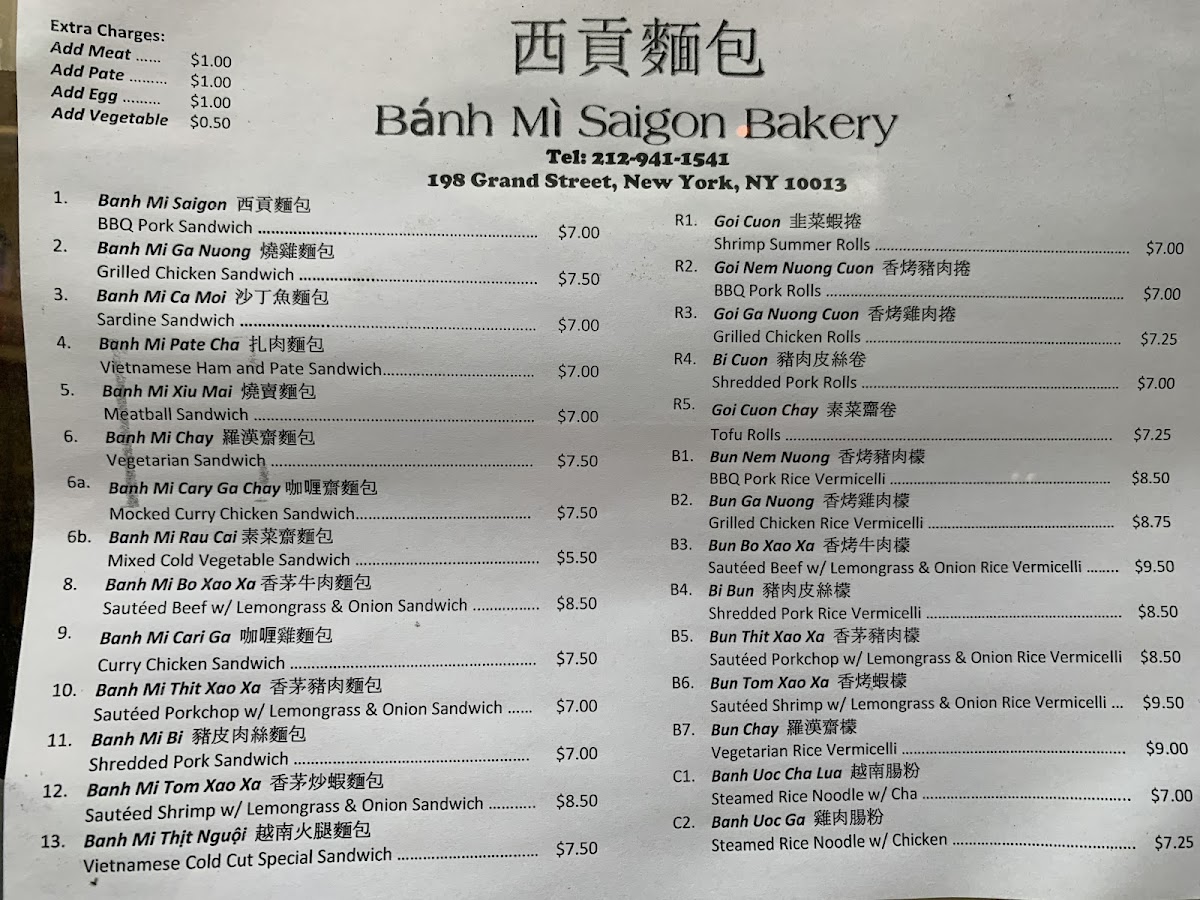 Extra Charges:
Add Meat ...... $1.00
Add Pate ......... $1.00
Add Egg ......... $1.00
Add Vegetable $0.50
西貢麵包
Bánh Mì Saigon Bakery
Tel: 212-941-1541
198 Grand Street, New York, NY 10013
1. Banh Mi Saigon 西貢麵包
BBQ Pork Sandwich ........ $7.00
2. Banh Mi Ga Nuong 燒雞麵包
Grilled Chicken Sandwich ........ $7.50
3. Banh Mi Ca Moi 沙丁魚麵包
Sardine Sandwich ........ $7.00
4. Banh Mi Pate Cha 扎肉麵包
Vietnamese Ham and Pate Sandwich........ $7.00
5. Banh Mi Xiu Mai 燒賣麵包
Meatball Sandwich ........ $7.00
6. Banh Mi Chay 羅漢齋麵包
Vegetarian Sandwich ........ $7.50
6a. Banh Mi Cary Ga Chay 咖喱齋麵包
Mocked Curry Chicken Sandwich........ $7.50
6b. Banh Mi Rau Cai 素菜齋麵包
Mixed Cold Vegetable Sandwich ........ $5.50
8. Banh Mi Bo Xao Xa 香茅牛肉麵包
Sautéed Beef w/ Lemongrass & Onion Sandwich ........ $8.50
9. Banh Mi Cari Ga 咖喱雞麵包
Curry Chicken Sandwich ........ $7.50
10. Banh Mi Thit Xao Xa 香茅豬肉麵包
Sautéed Porkchop w/ Lemongrass & Onion Sandwich ...... $7.00
11. Banh Mi Bi 豬皮肉絲麵包
Shredded Pork Sandwich ........ $7.00
12. Banh Mi Tom Xao Xa 香茅炒蝦麵包
Sautéed Shrimp w/ Lemongrass & Onion Sandwich ........ $8.50
13. Banh Mi Thịt Nguội 越南火腿麵包
Vietnamese Cold Cut Special Sandwich ........ $7.50
R1. Goi Cuon 韭菜蝦捲
Shrimp Summer Rolls ........ $7.00
R2. Goi Nem Nuong Cuon 香烤豬肉捲
BBQ Pork Rolls ........ $7.00
R3. Goi Ga Nuong Cuon 香烤雞肉捲
Grilled Chicken Rolls ........ $7.25
R4. Bi Cuon 豬肉皮絲卷
Shredded Pork Rolls ........ $7.00
R5. Goi Cuon Chay 素菜齋卷
Tofu Rolls ........ $7.25
B1. Bun Nem Nuong 香烤豬肉檬
BBQ Pork Rice Vermicelli ........ $8.50
B2. Bun Ga Nuong 香烤雞肉檬
Grilled Chicken Rice Vermicelli ........ $8.75
B3. Bun Bo Xao Xa 香烤牛肉檬
Sautéed Beef w/ Lemongrass & Onion Rice Vermicelli ........ $9.50
B4. Bi Bun 豬肉皮絲檬
Shredded Pork Rice Vermicelli ........ $8.50
B5. Bun Thit Xao Xa 香茅豬肉檬
Sautéed Porkchop w/ Lemongrass & Onion Rice Vermicelli $8.50
B6. Bun Tom Xao Xa 香烤蝦檬
Sautéed Shrimp w/ Lemongrass & Onion Rice Vermicelli ... $9.50
B7. Bun Chay 羅漢齋檬
Vegetarian Rice Vermicelli ........ $9.00
C1. Banh Uoc Cha Lua 越南腸粉
Steamed Rice Noodle w/ Cha ........ $7.00
C2. Banh Uoc Ga 雞肉腸粉
Steamed Rice Noodle w/ Chicken ........ $7.25